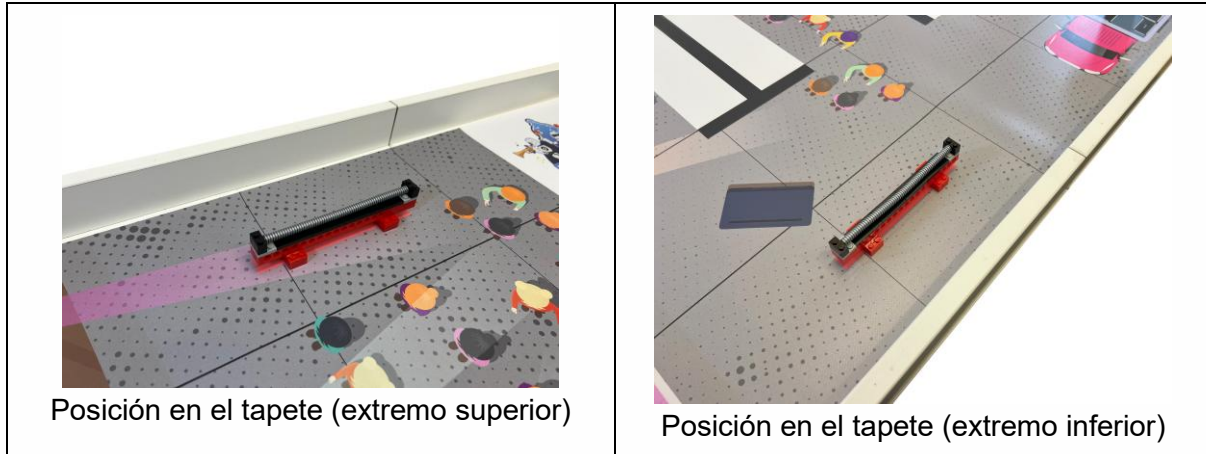 Posición en el tapete (extremo superior)
Posición en el tapete (extremo inferior)